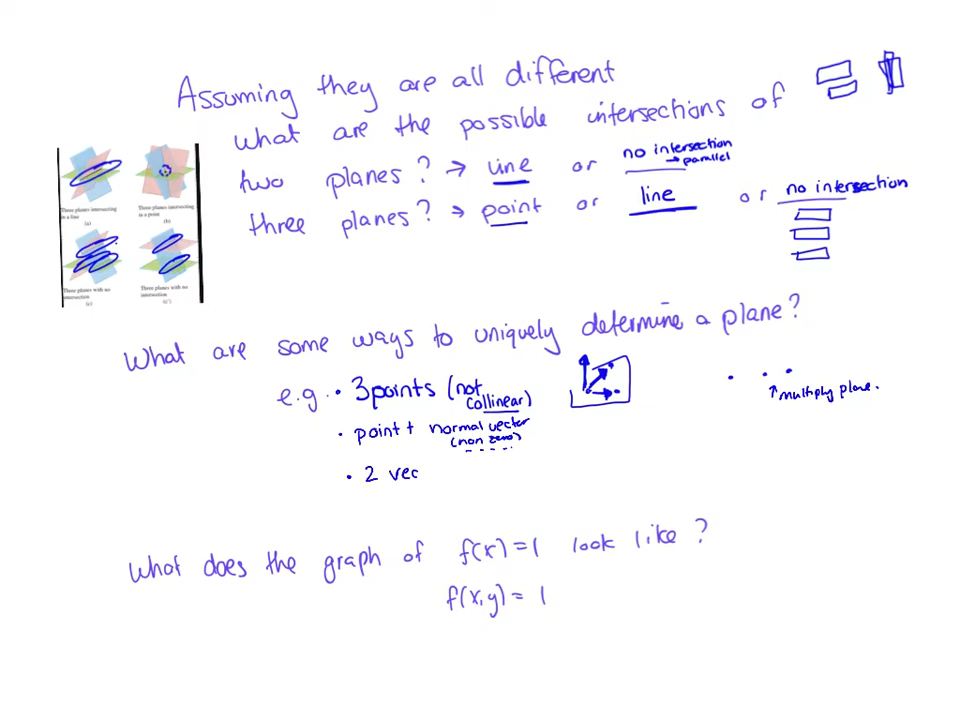 Assuming they are all different
What are the possible intersections of
two planes? → line or no intersection
→ parallel
three planes? → point or line or no intersection
Three planes intersecting
in a line
(a)
Three planes intersecting
in a point
(b)
Three planes with no
intersection
(c)
Three planes with no
intersection
(c')
What are some ways to uniquely determine a plane?
e.g. • 3 points (not
collinear)
• point + normal vector
(non zero)
• 2 vec
↑ multiply plane.
What does the graph of f(x) = 1 look like?
f(x,y) = 1